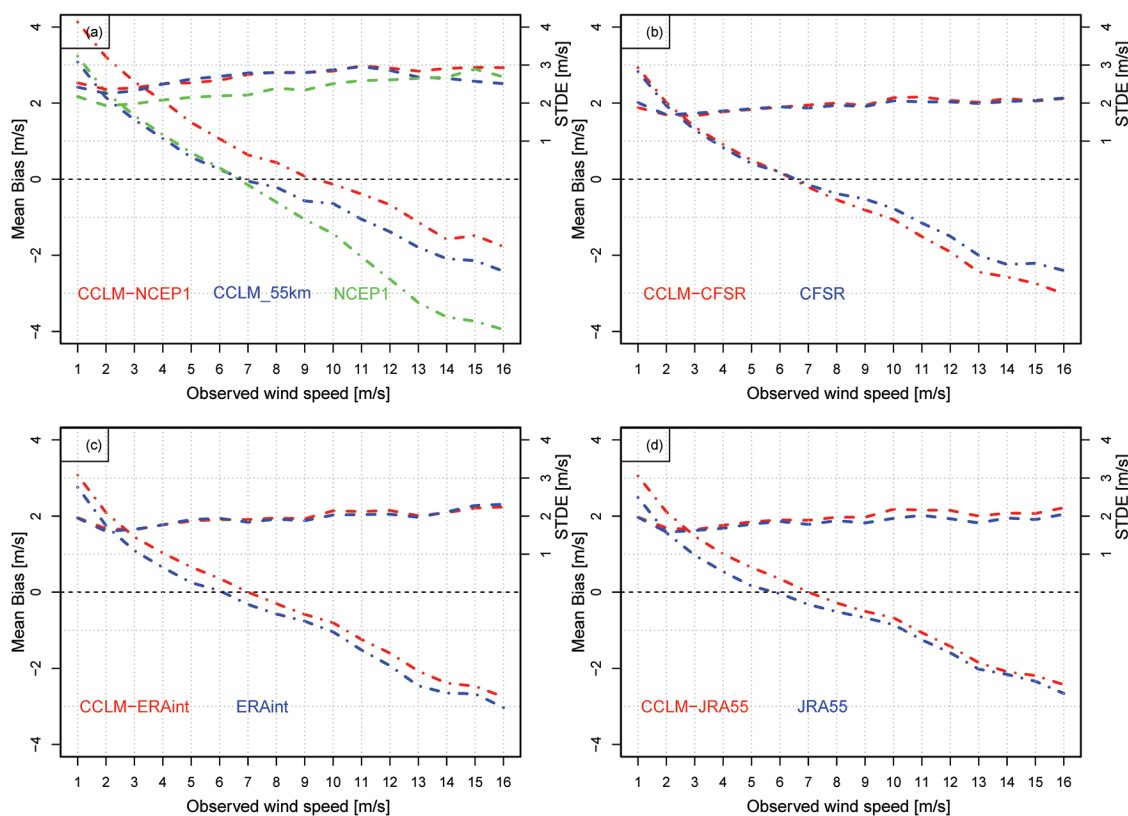 (a)
4
2
0
−2
−4
Mean Bias [m/s]
4
3
2
1
STDE [m/s]
CCLM−NCEP1 CCLM_55km NCEP1
1 2 3 4 5 6 7 8 9 10 11 12 13 14 15 16
Observed wind speed [m/s]
(b)
4
2
0
−2
−4
Mean Bias [m/s]
4
3
2
1
STDE [m/s]
CCLM−CFSR CFSR
1 2 3 4 5 6 7 8 9 10 11 12 13 14 15 16
Observed wind speed [m/s]
(c)
4
2
0
−2
−4
Mean Bias [m/s]
4
3
2
1
STDE [m/s]
CCLM−ERAint ERAint
1 2 3 4 5 6 7 8 9 10 11 12 13 14 15 16
Observed wind speed [m/s]
(d)
4
2
0
−2
−4
Mean Bias [m/s]
4
3
2
1
STDE [m/s]
CCLM−JRA55 JRA55
1 2 3 4 5 6 7 8 9 10 11 12 13 14 15 16
Observed wind speed [m/s]